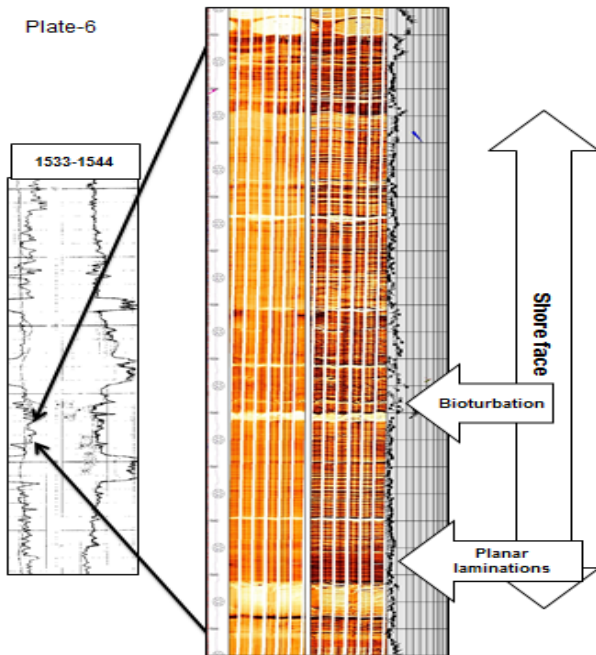 Plate-6
1533-1544
Shore face
Bioturbation
Planar
laminations